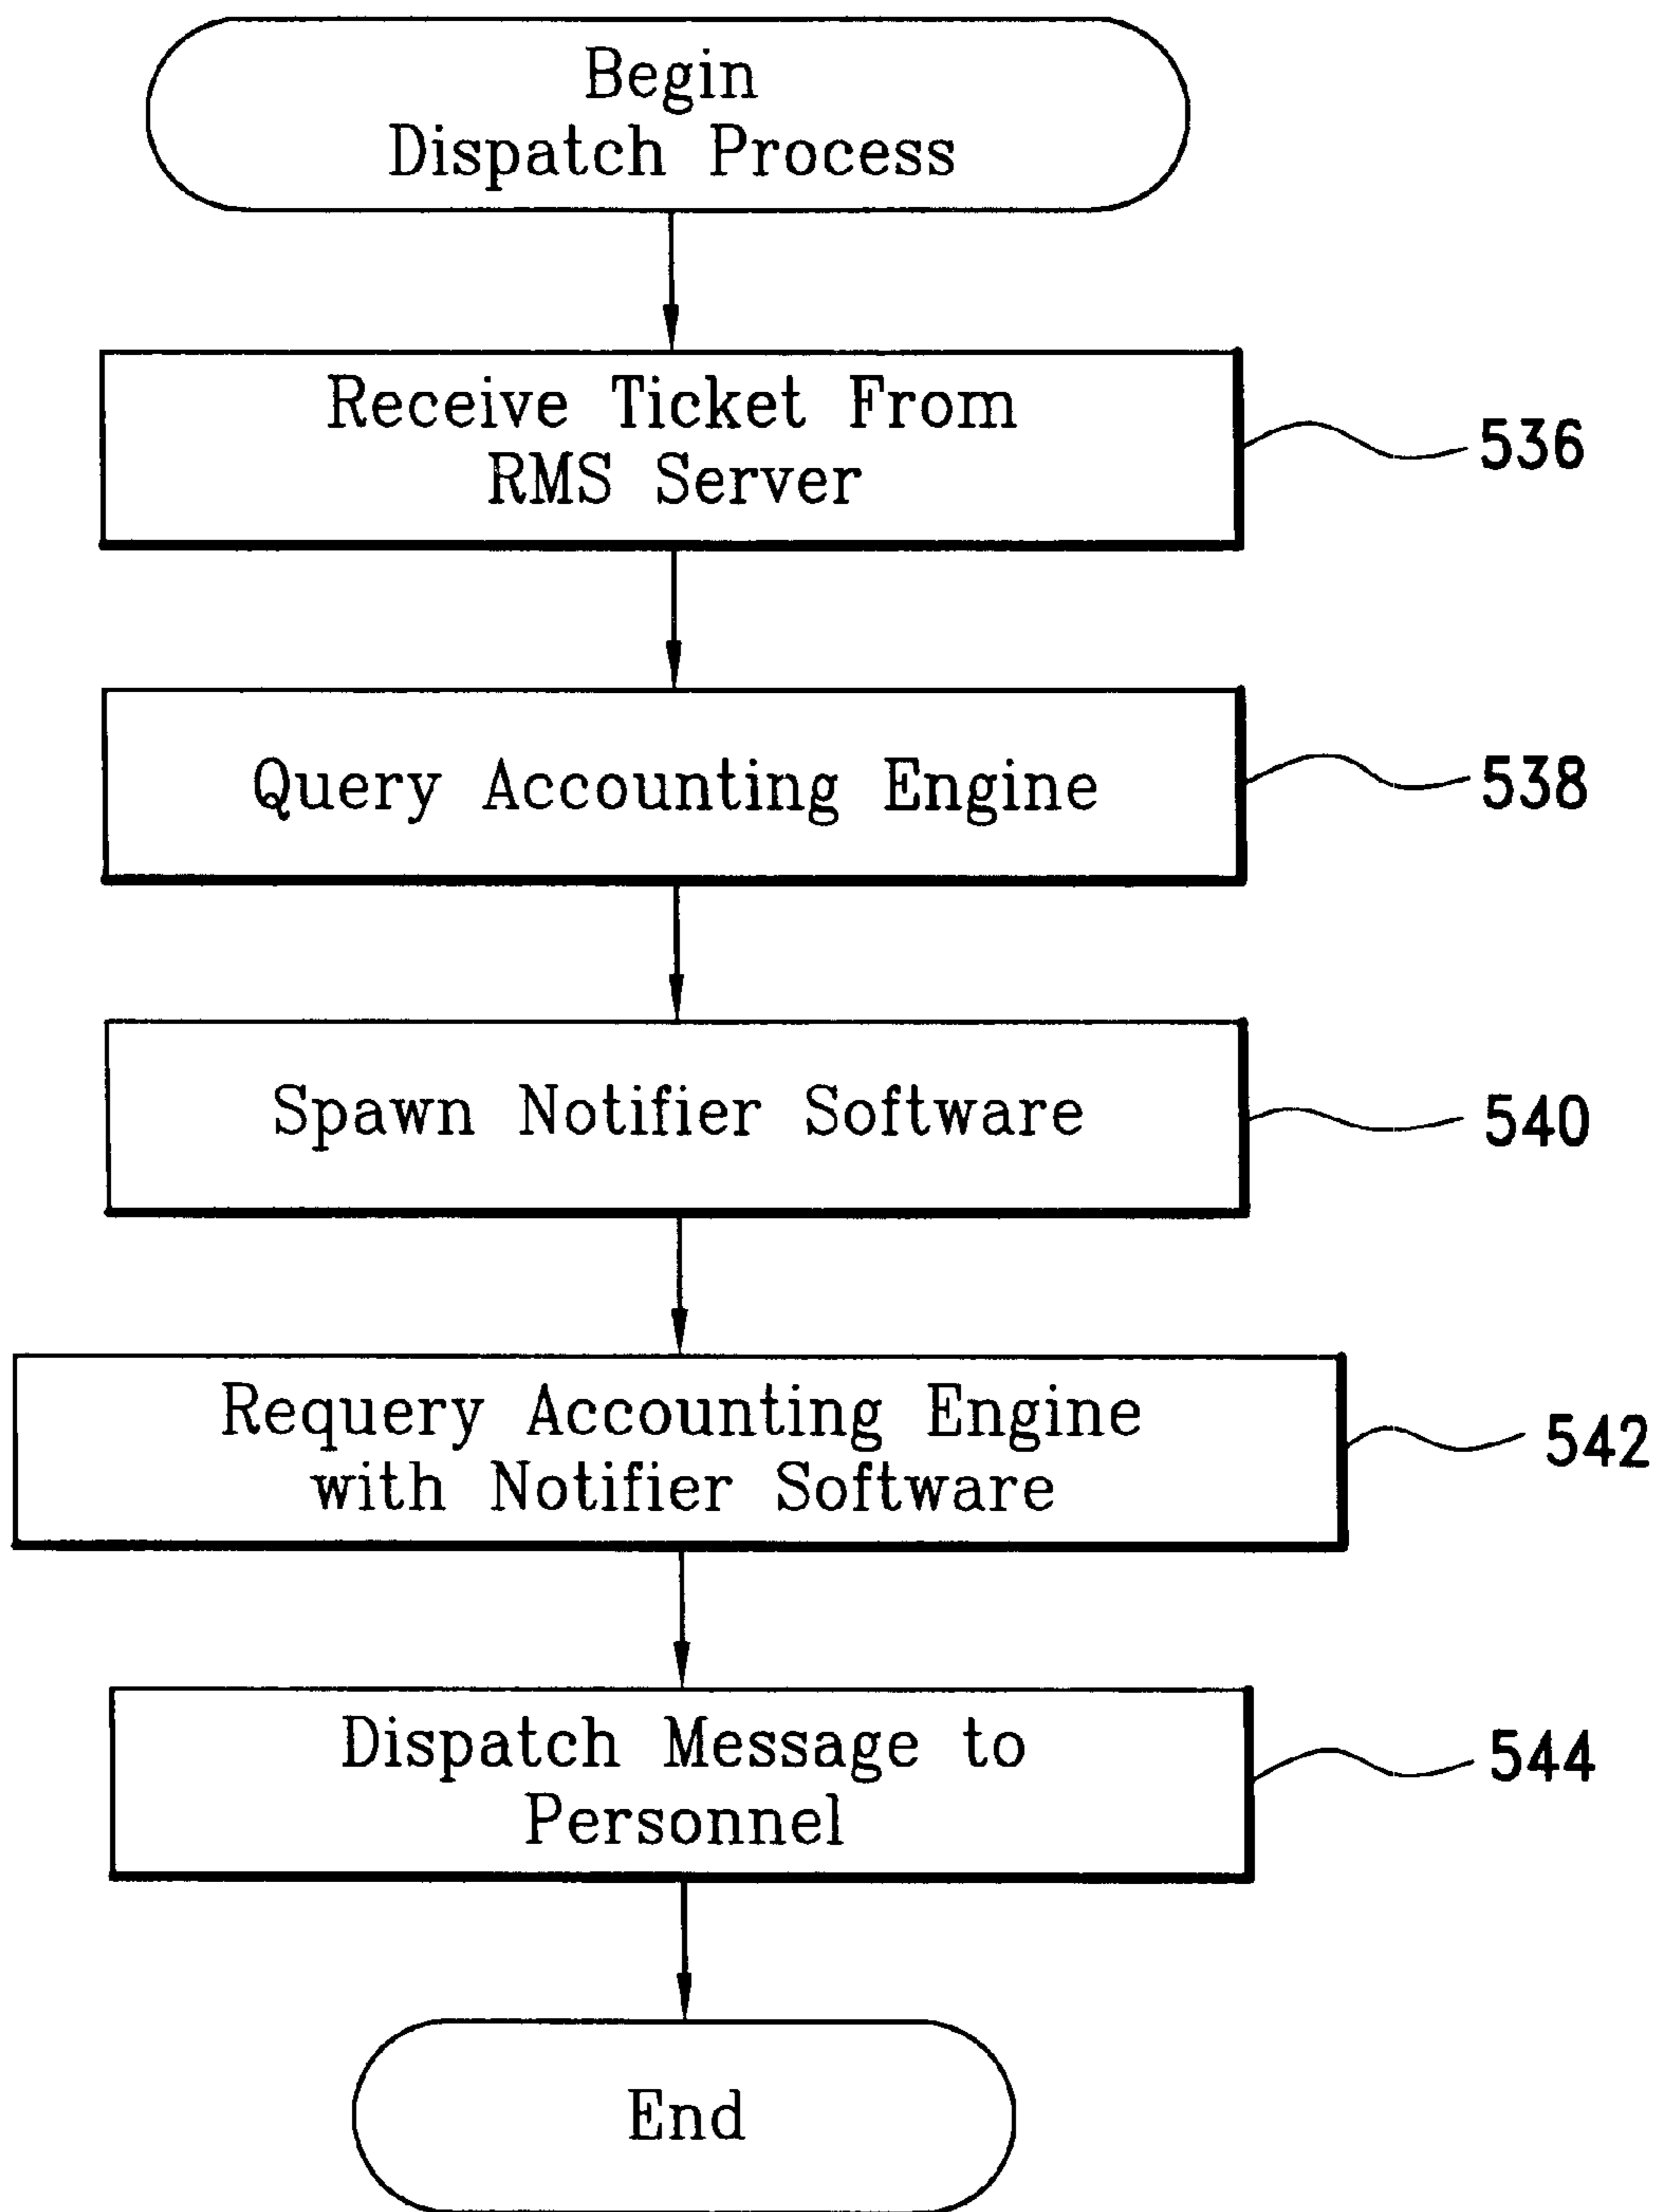 Begin
Dispatch Process
Receive Ticket From
RMS Server
536
Query Accounting Engine
538
Spawn Notifier Software
540
Requery Accounting Engine
with Notifier Software
542
Dispatch Message to
Personnel
544
End